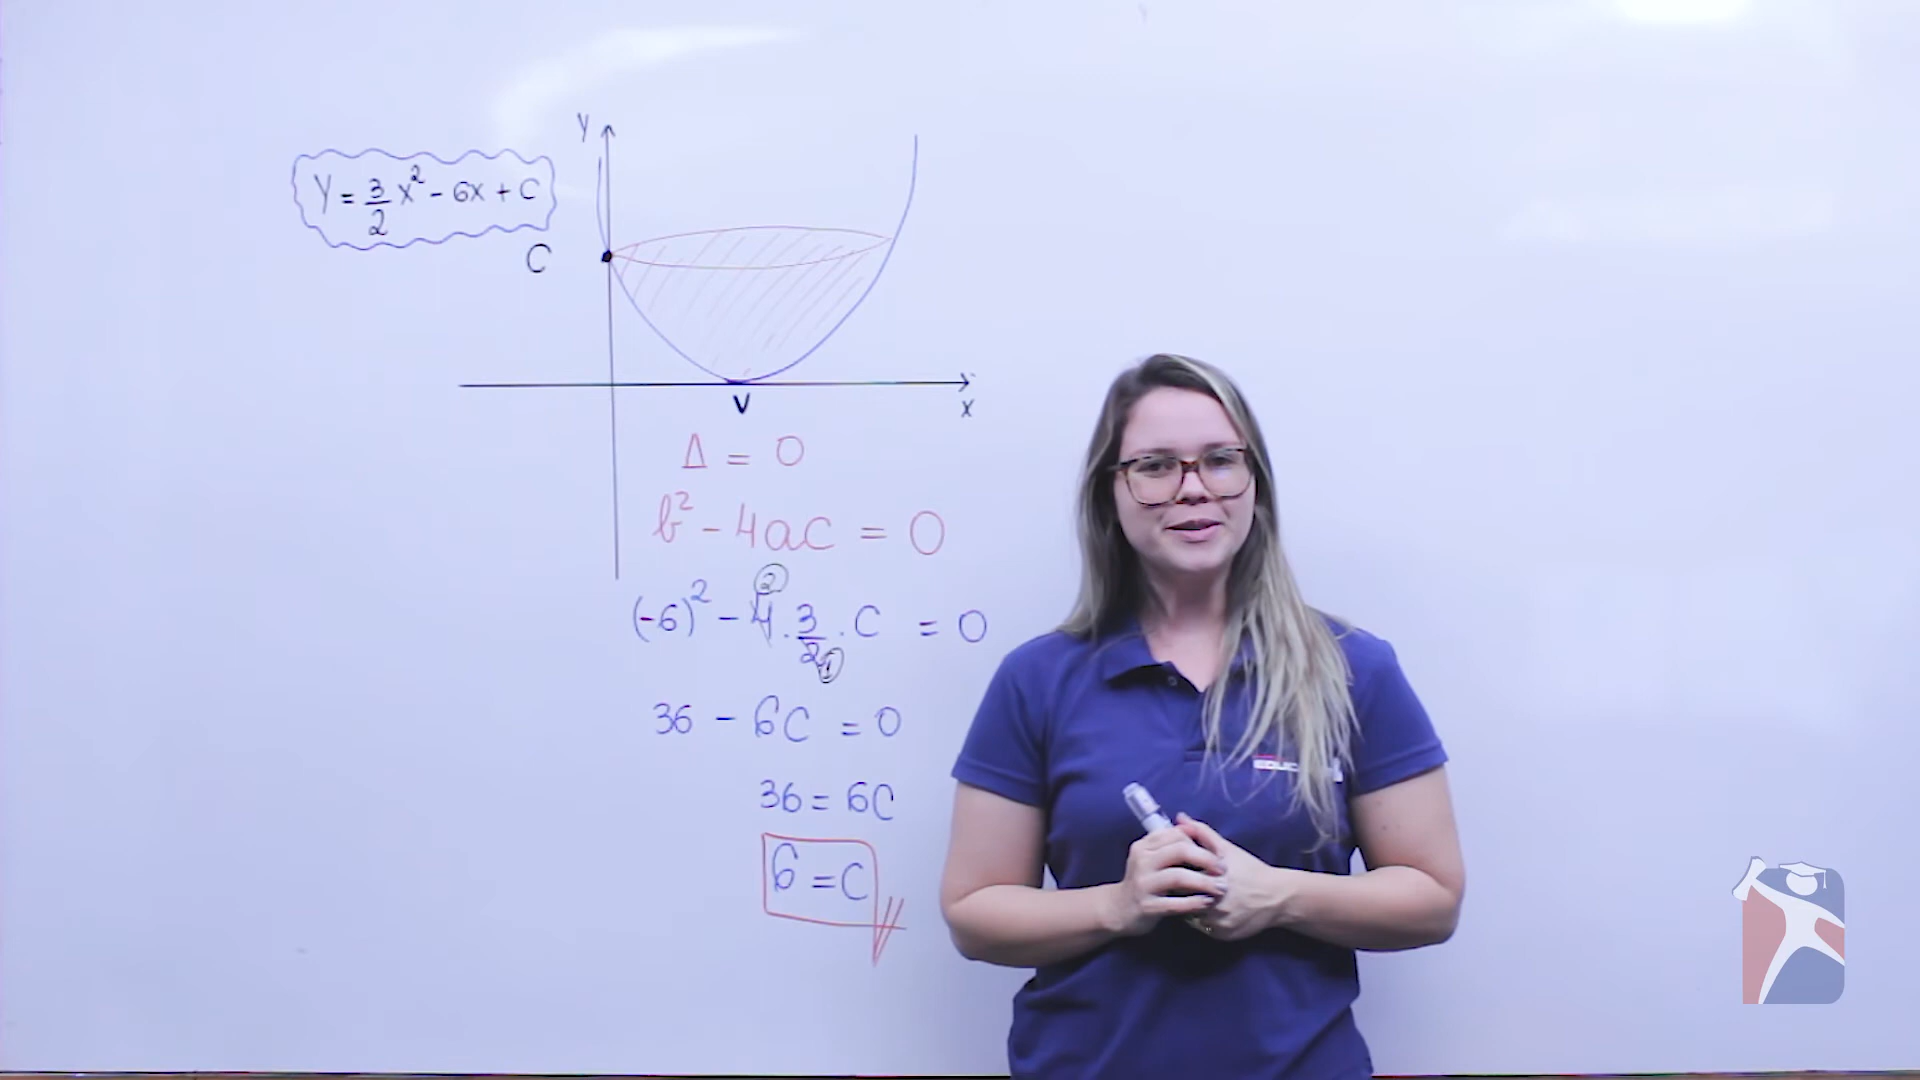 y
y = 3/2 x² - 6x + C
C
V
x
Δ = 0
b² - 4ac = 0
(-6)² - 4 . 3/2 . C = 0
2
1
36 - 6C = 0
36 = 6C
6 = C